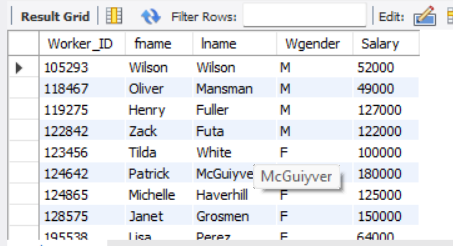 Result Grid Filter Rows: Edit:
Worker_ID fname lname Wgender Salary
105293 Wilson Wilson M 52000
118467 Oliver Mansman M 49000
119275 Henry Fuller M 127000
122842 Zack Futa M 122000
123456 Tilda White F 100000
124642 Patrick McGuiyve McGuiyver 180000
124865 Michelle Haverhill F 125000
128575 Janet Grosmen F 150000
195538 Lisa Perez F 64000